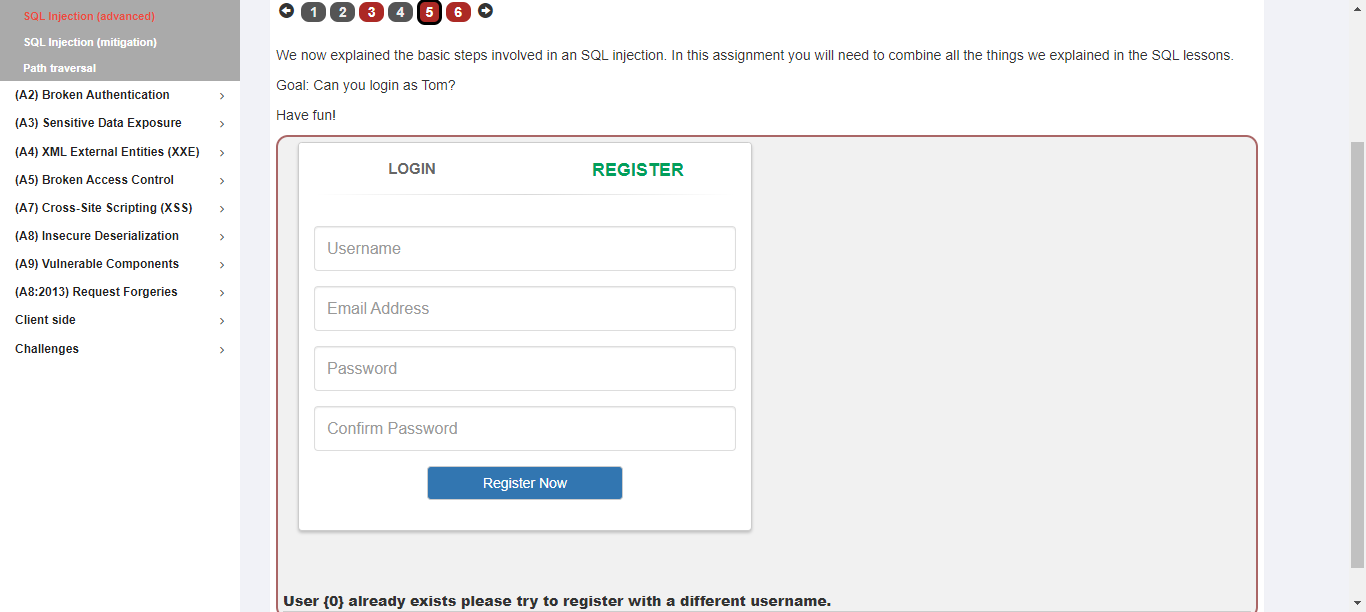 SQL Injection (advanced)
SQL Injection (mitigation)
Path traversal
(A2) Broken Authentication
(A3) Sensitive Data Exposure
(A4) XML External Entities (XXE)
(A5) Broken Access Control
(A7) Cross-Site Scripting (XSS)
(A8) Insecure Deserialization
(A9) Vulnerable Components
(A8:2013) Request Forgeries
Client side
Challenges
1 2 3 4 5 6
We now explained the basic steps involved in an SQL injection. In this assignment you will need to combine all the things we explained in the SQL lessons.
Goal: Can you login as Tom?
Have fun!
LOGIN REGISTER
Username
Email Address
Password
Confirm Password
Register Now
User {0} already exists please try to register with a different username.